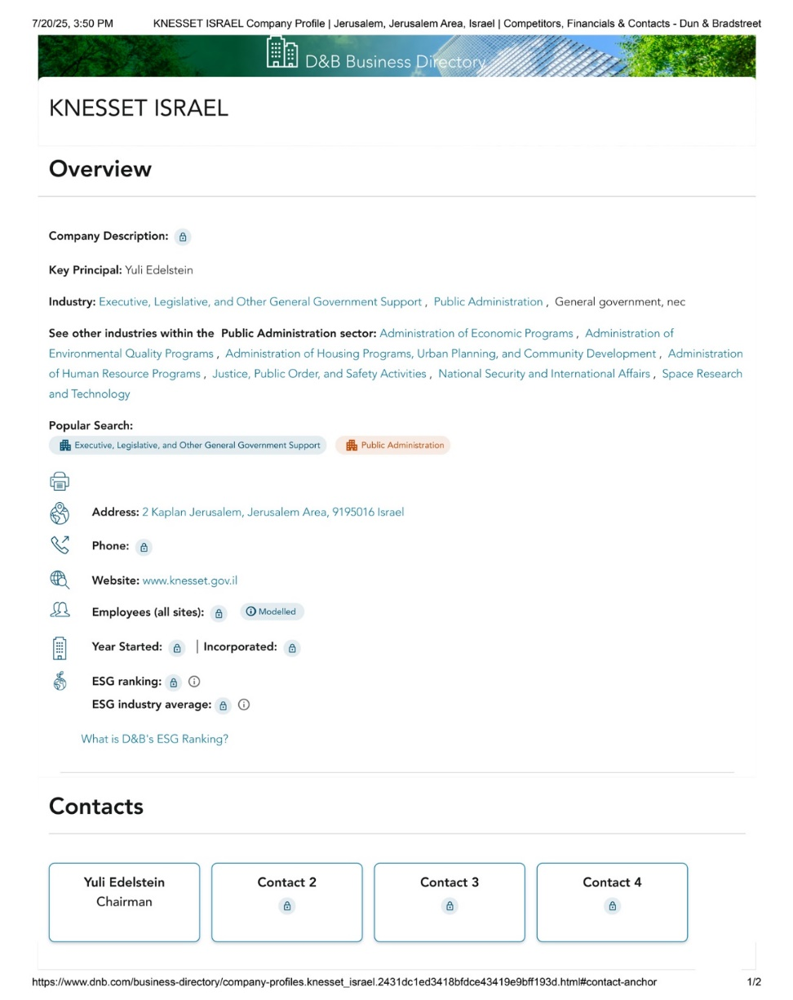 7/20/25, 3:50 PM KNESSET ISRAEL Company Profile | Jerusalem, Jerusalem Area, Israel | Competitors, Financials & Contacts - Dun & Bradstreet
D&B Business Directory
KNESSET ISRAEL
Overview
Company Description:
Key Principal: Yuli Edelstein
Industry: Executive, Legislative, and Other General Government Support , Public Administration , General government, nec
See other industries within the Public Administration sector: Administration of Economic Programs , Administration of
Environmental Quality Programs , Administration of Housing Programs, Urban Planning, and Community Development , Administration
of Human Resource Programs , Justice, Public Order, and Safety Activities , National Security and International Affairs , Space Research
and Technology
Popular Search:
Executive, Legislative, and Other General Government Support Public Administration
Address: 2 Kaplan Jerusalem, Jerusalem Area, 9195016 Israel
Phone:
Website: www.knesset.gov.il
Employees (all sites): Modelled
Year Started: | Incorporated:
ESG ranking:
ESG industry average:
What is D&B's ESG Ranking?
Contacts
Yuli Edelstein Contact 2 Contact 3 Contact 4
Chairman
https://www.dnb.com/business-directory/company-profiles.knesset_israel.2431dc1ed3418bfdce43419e9bff193d.html#contact-anchor 1/2